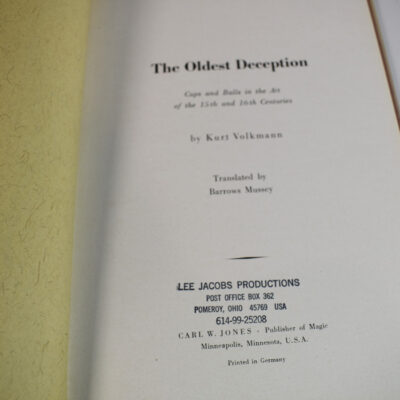 The Oldest Deception
Cups and Balls in the Art
of the 15th and 16th Centuries
by Kurt Volkmann
Translated by
Barrows Mussey
LEE JACOBS PRODUCTIONS
POST OFFICE BOX 362
POMEROY, OHIO 45769 USA
614-99-25208
CARL W. JONES - Publisher of Magic
Minneapolis, Minnesota, U.S.A.
Printed in Germany